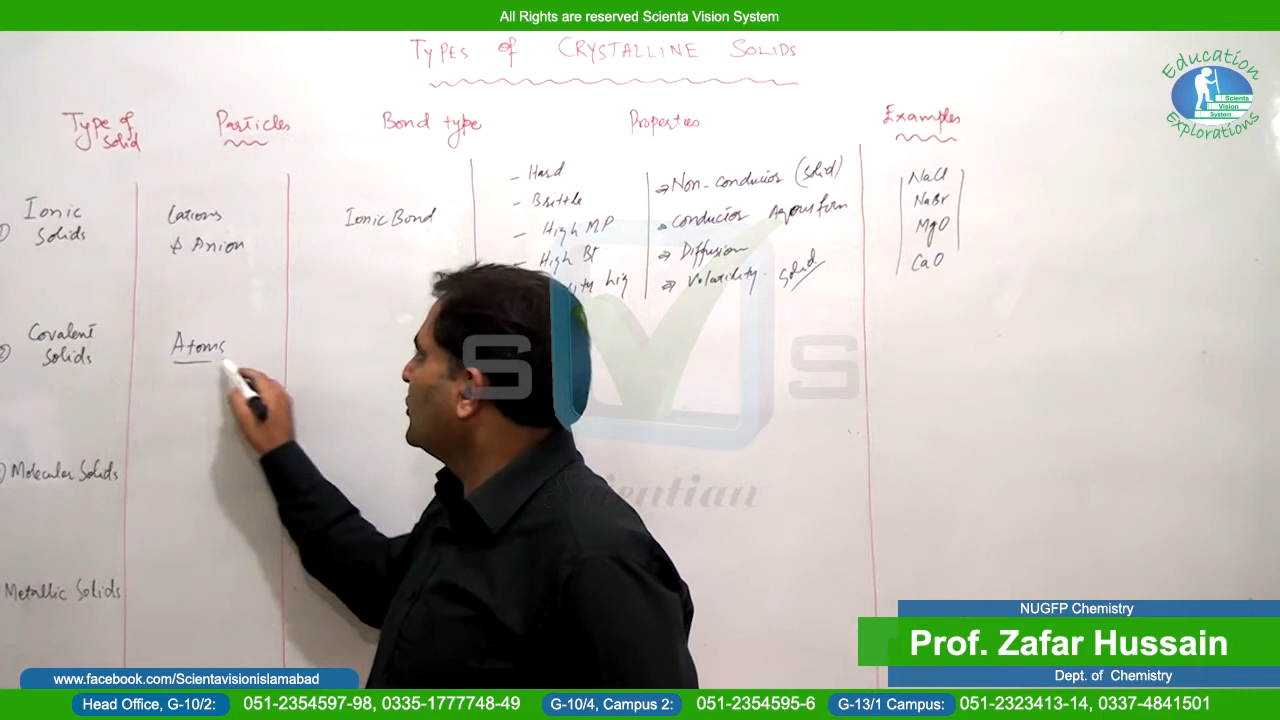 All Rights are reserved Scienta Vision System
TYPES of CRYSTALLINE SOLIDS
Education
Explorations
Scienta
Vision
System
Type of
Solid
Particles
Bond type
Properties
Examples
Ionic
Solids
Cations
& Anion
Ionic Bond
- Hard
- Brittle
- High MP
- High
⇒ Non-conductor (solid)
conductor
⇒ Diffusion
⇒ Volatility. Solid
NaCl
NaBr
MgO
CaO
Covalent
Solids
Atoms
Molecular Solids
Metallic Solids
S S
Scientian
NUGFP Chemistry
Prof. Zafar Hussain
Dept. of Chemistry
www.facebook.com/Scientavisionislamabad
Head Office, G-10/2: 051-2354597-98, 0335-1777748-49 G-10/4, Campus 2: 051-2354595-6 G-13/1 Campus: 051-2323413-14, 0337-4841501